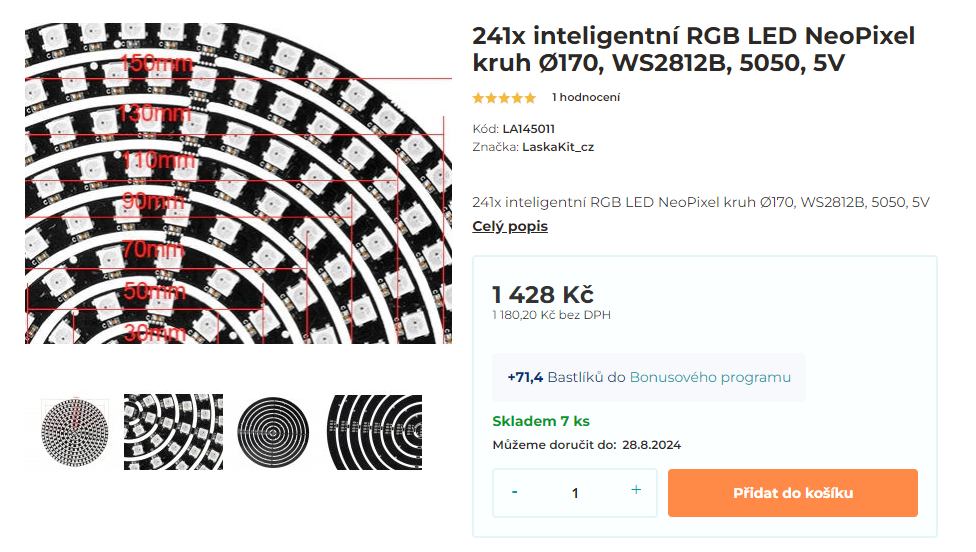 150mm
130mm
110mm
90mm
70mm
50mm
30mm
241x inteligentní RGB LED NeoPixel
kruh Ø170, WS2812B, 5050, 5V
1 hodnocení
Kód: LA145011
Značka: LaskaKit_cz
241x inteligentní RGB LED NeoPixel kruh Ø170, WS2812B, 5050, 5V
Celý popis
1 428 Kč
1 180,20 Kč bez DPH
+71,4 Bastlíků do Bonusového programu
Skladem 7 ks
Můžeme doručit do: 28.8.2024
- 1 +
Přidat do košíku